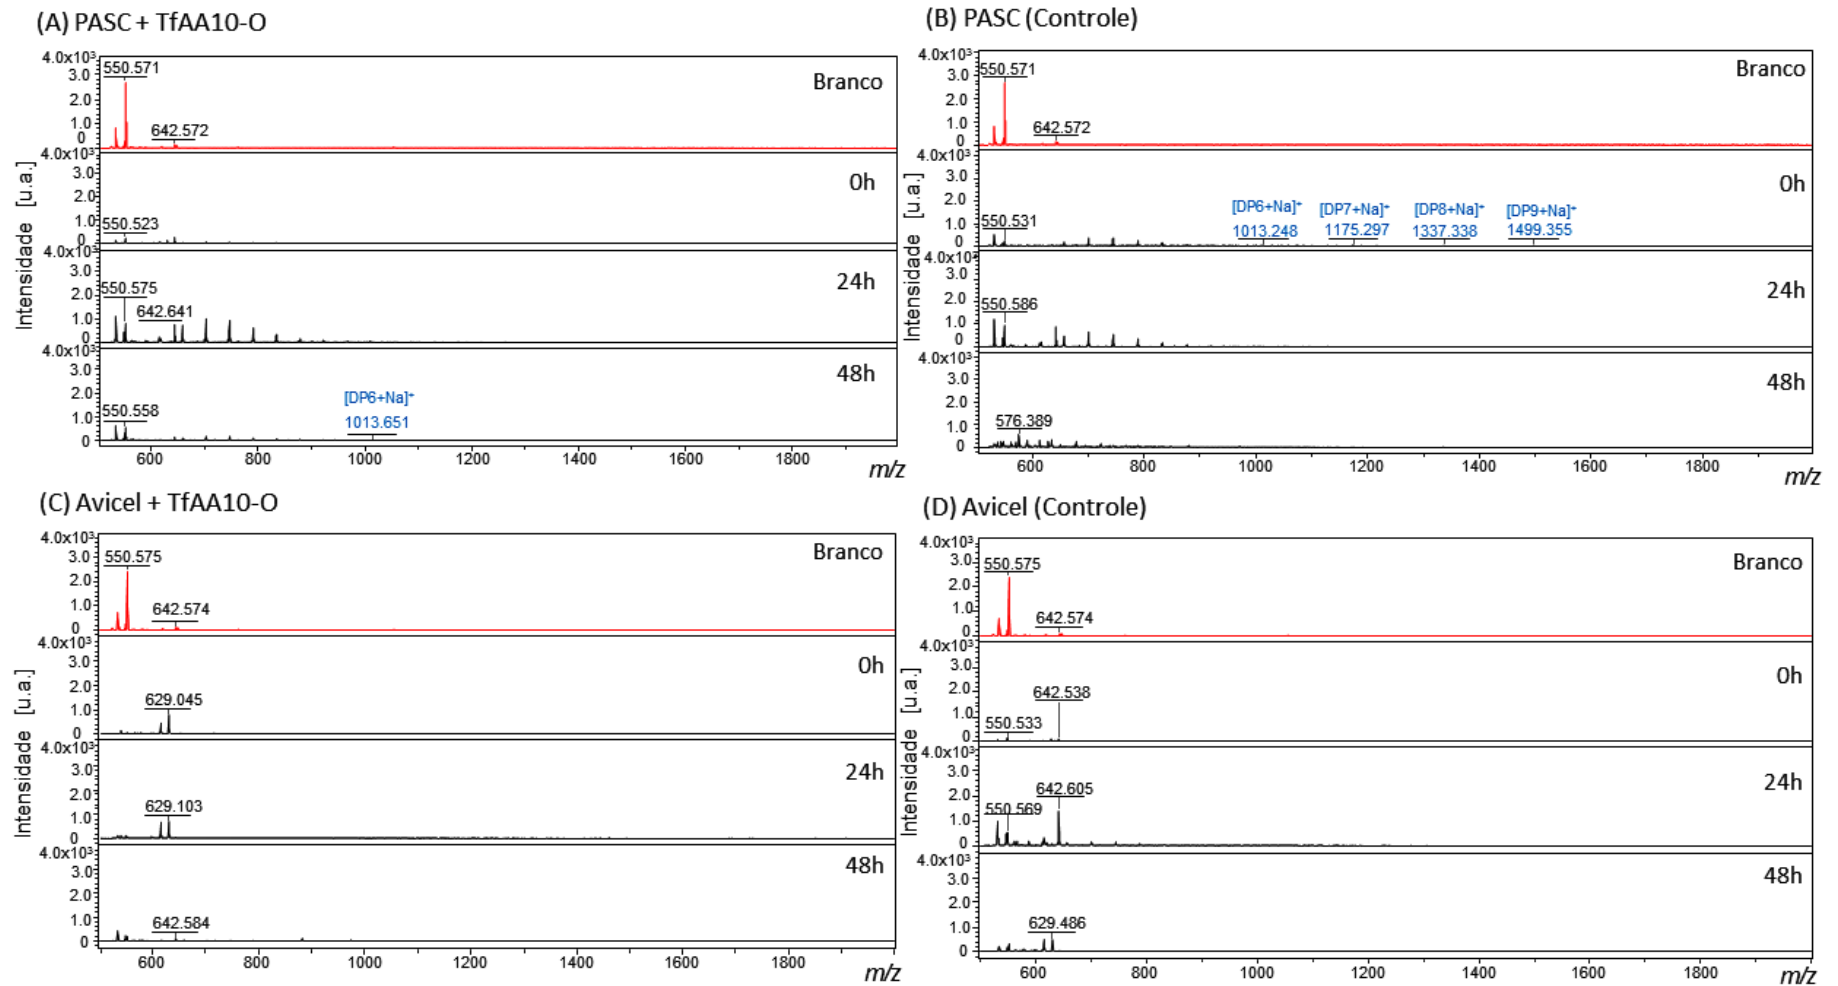 (A) PASC + TfAA10-O
Intensidade [u.a.]
4.0x10³
3.0
2.0
1.0
0
550.571
642.572
Branco
4.0x10³
3.0
2.0
1.0
0
550.523
0h
4.0x10³
3.0
2.0
1.0
0
550.575
642.641
24h
4.0x10³
3.0
2.0
1.0
0
550.558
[DP6+Na]⁺
1013.651
48h
600 800 1000 1200 1400 1600 1800
m/z
(B) PASC (Controle)
Intensidade [u.a.]
4.0x10³
3.0
2.0
1.0
0
550.571
642.572
Branco
4.0x10³
3.0
2.0
1.0
0
550.531
[DP6+Na]⁺ [DP7+Na]⁺ [DP8+Na]⁺ [DP9+Na]⁺
1013.248 1175.297 1337.338 1499.355
0h
4.0x10³
3.0
2.0
1.0
0
550.586
24h
4.0x10³
3.0
2.0
1.0
0
576.389
48h
600 800 1000 1200 1400 1600 1800
m/z
(C) Avicel + TfAA10-O
Intensidade [u.a.]
4.0x10³
3.0
2.0
1.0
0
550.575
642.574
Branco
4.0x10³
3.0
2.0
1.0
0
629.045
0h
4.0x10³
3.0
2.0
1.0
0
629.103
24h
4.0x10³
3.0
2.0
1.0
0
642.584
48h
600 800 1000 1200 1400 1600 1800
m/z
(D) Avicel (Controle)
Intensidade [u.a.]
4.0x10³
3.0
2.0
1.0
0
550.575
642.574
Branco
4.0x10³
3.0
2.0
1.0
0
550.533
642.538
0h
4.0x10³
3.0
2.0
1.0
0
550.569
642.605
24h
4.0x10³
3.0
2.0
1.0
0
629.486
48h
600 800 1000 1200 1400 1600 1800
m/z